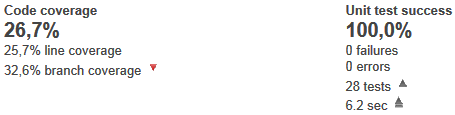 Code coverage
26,7%
25,7% line coverage
32,6% branch coverage
Unit test success
100,0%
0 failures
0 errors
28 tests
6.2 sec